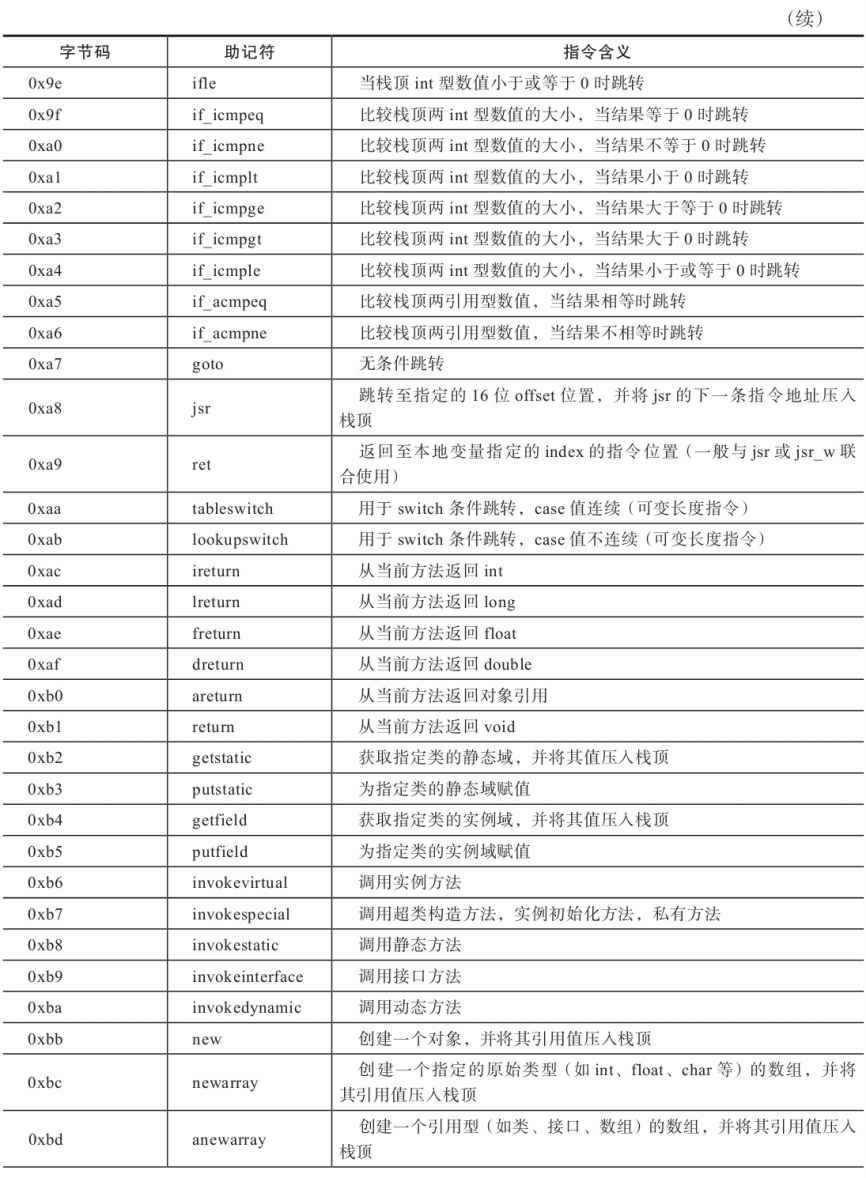 （续）
字节码 助记符 指令含义
0x9e ifle 当栈顶 int 型数值小于或等于 0 时跳转
0x9f if_icmpeq 比较栈顶两 int 型数值的大小，当结果等于 0 时跳转
0xa0 if_icmpne 比较栈顶两 int 型数值的大小，当结果不等于 0 时跳转
0xa1 if_icmplt 比较栈顶两 int 型数值的大小，当结果小于 0 时跳转
0xa2 if_icmpge 比较栈顶两 int 型数值的大小，当结果大于等于 0 时跳转
0xa3 if_icmpgt 比较栈顶两 int 型数值的大小，当结果大于 0 时跳转
0xa4 if_icmple 比较栈顶两 int 型数值的大小，当结果小于或等于 0 时跳转
0xa5 if_acmpeq 比较栈顶两引用型数值，当结果相等时跳转
0xa6 if_acmpne 比较栈顶两引用型数值，当结果不相等时跳转
0xa7 goto 无条件跳转
0xa8 jsr 跳转至指定的 16 位 offset 位置，并将 jsr 的下一条指令地址压入
栈顶
0xa9 ret 返回至本地变量指定的 index 的指令位置（一般与 jsr 或 jsr_w 联
合使用）
0xaa tableswitch 用于 switch 条件跳转，case 值连续（可变长度指令）
0xab lookupswitch 用于 switch 条件跳转，case 值不连续（可变长度指令）
0xac ireturn 从当前方法返回 int
0xad lreturn 从当前方法返回 long
0xae freturn 从当前方法返回 float
0xaf dreturn 从当前方法返回 double
0xb0 areturn 从当前方法返回对象引用
0xb1 return 从当前方法返回 void
0xb2 getstatic 获取指定类的静态域，并将其值压入栈顶
0xb3 putstatic 为指定类的静态域赋值
0xb4 getfield 获取指定类的实例域，并将其值压入栈顶
0xb5 putfield 为指定类的实例域赋值
0xb6 invokevirtual 调用实例方法
0xb7 invokespecial 调用超类构造方法，实例初始化方法，私有方法
0xb8 invokestatic 调用静态方法
0xb9 invokeinterface 调用接口方法
0xba invokedynamic 调用动态方法
0xbb new 创建一个对象，并将其引用值压入栈顶
0xbc newarray 创建一个指定的原始类型（如 int、float、char 等）的数组，并将
其引用值压入栈顶
0xbd anewarray 创建一个引用型（如类、接口、数组）的数组，并将其引用值压入
栈顶